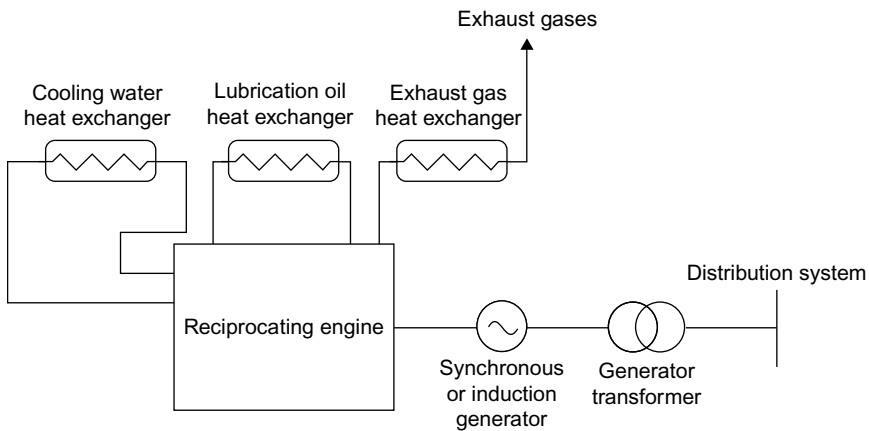 Exhaust gases
Cooling water
heat exchanger
Lubrication oil
heat exchanger
Exhaust gas
heat exchanger
Distribution system
Reciprocating engine
Synchronous
or induction
generator
Generator
transformer